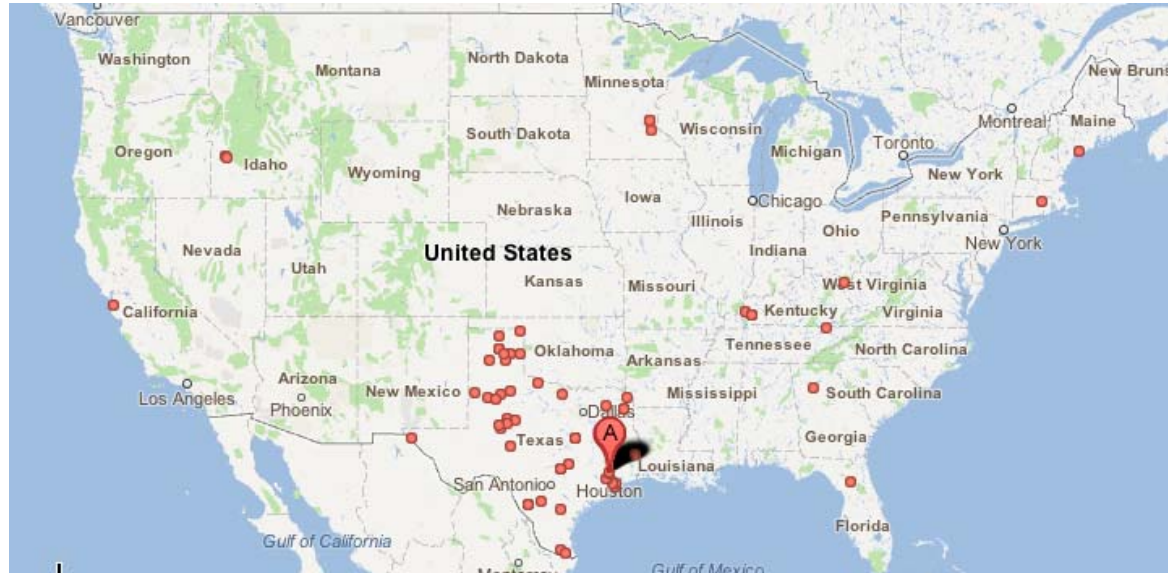 Vancouver
Washington
Montana
North Dakota
Minnesota
New Bruns
South Dakota
Wisconsin
Montreal
Maine
Oregon
Idaho
Michigan
Toronto
Wyoming
New York
Iowa
Chicago
Nebraska
Illinois
Pennsylvania
Nevada
Ohio
New York
United States
Indiana
Utah
Kansas
Missouri
West Virginia
California
Kentucky
Virginia
Tennessee
Oklahoma
North Carolina
Arkansas
Arizona
New Mexico
Mississippi
South Carolina
Los Angeles
Phoenix
Dallas
A
Georgia
Texas
Louisiana
San Antonio
Houston
Florida
Gulf of California
Gulf of Mexico